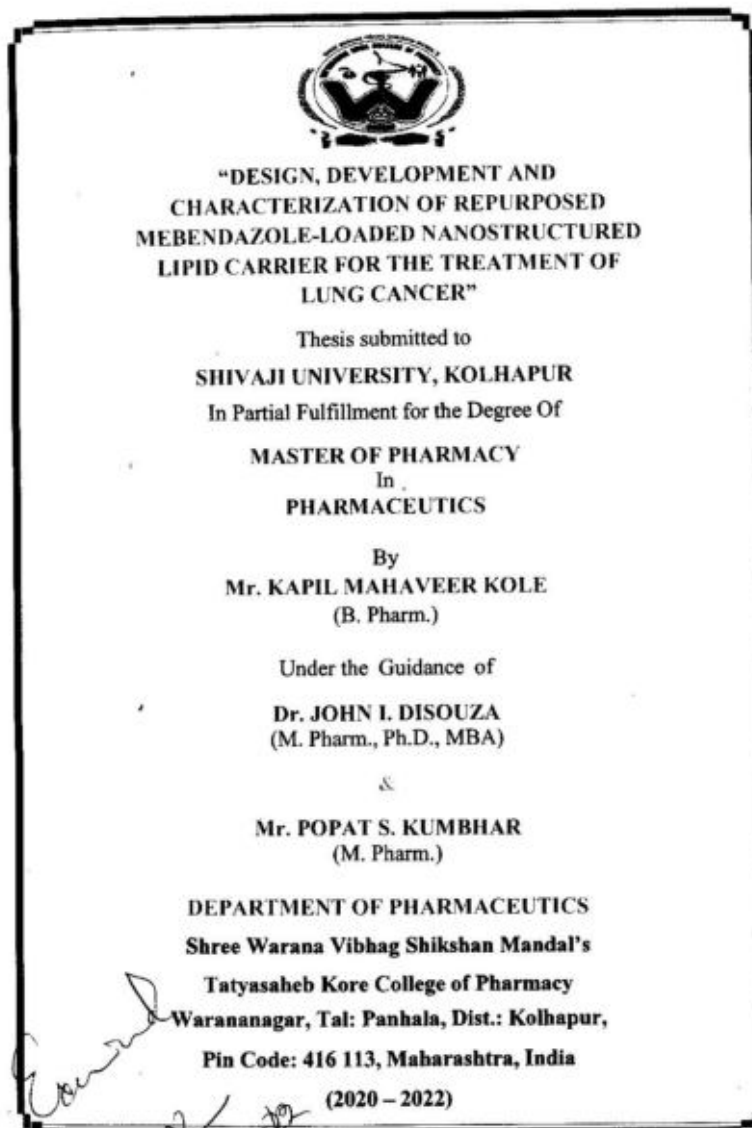 “DESIGN, DEVELOPMENT AND
CHARACTERIZATION OF REPURPOSED
MEBENDAZOLE-LOADED NANOSTRUCTURED
LIPID CARRIER FOR THE TREATMENT OF
LUNG CANCER”
Thesis submitted to
SHIVAJI UNIVERSITY, KOLHAPUR
In Partial Fulfillment for the Degree Of
MASTER OF PHARMACY
In
PHARMACEUTICS
By
Mr. KAPIL MAHAVEER KOLE
(B. Pharm.)
Under the Guidance of
Dr. JOHN I. DISOUZA
(M. Pharm., Ph.D., MBA)
&
Mr. POPAT S. KUMBHAR
(M. Pharm.)
DEPARTMENT OF PHARMACEUTICS
Shree Warana Vibhag Shikshan Mandal’s
Tatyasaheb Kore College of Pharmacy
Warananagar, Tal: Panhala, Dist.: Kolhapur,
Pin Code: 416 113, Maharashtra, India
(2020 – 2022)